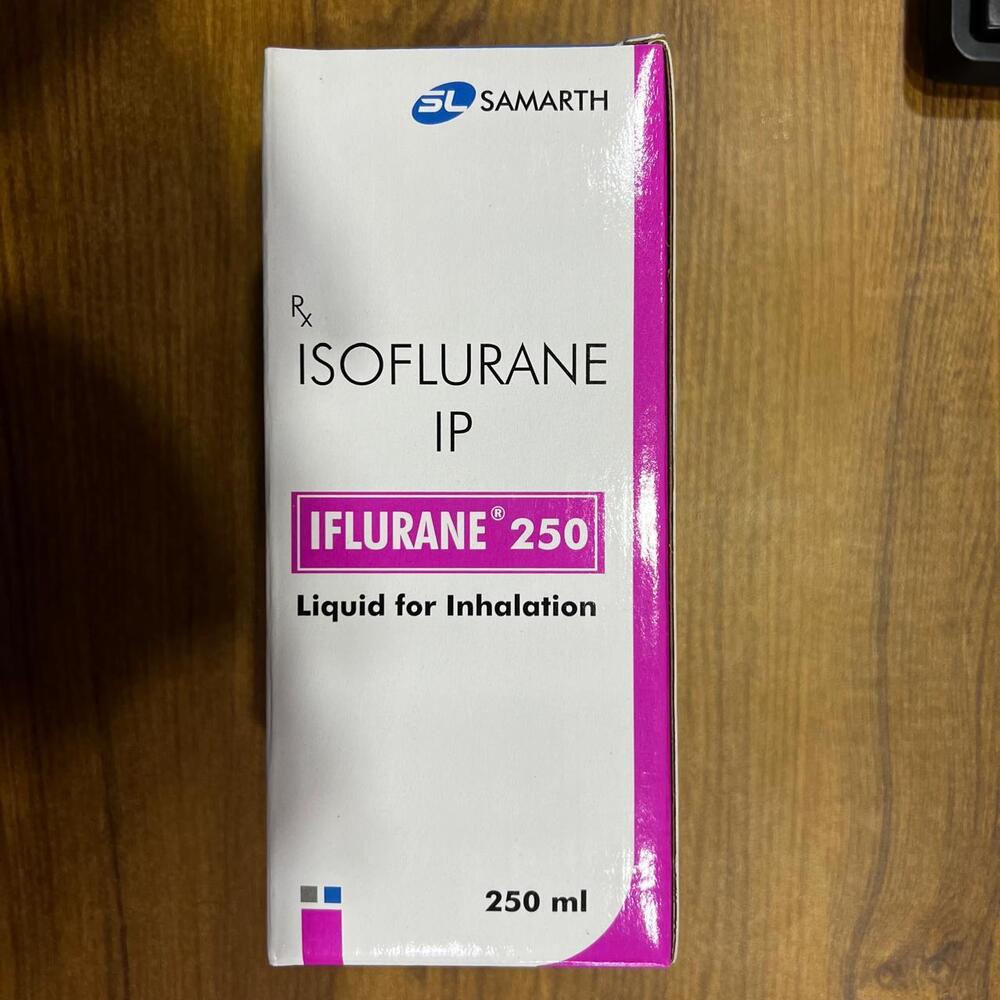 SL SAMARTH
Rx
ISOFLURANE
IP
IFLURANE® 250
Liquid for Inhalation
250 ml